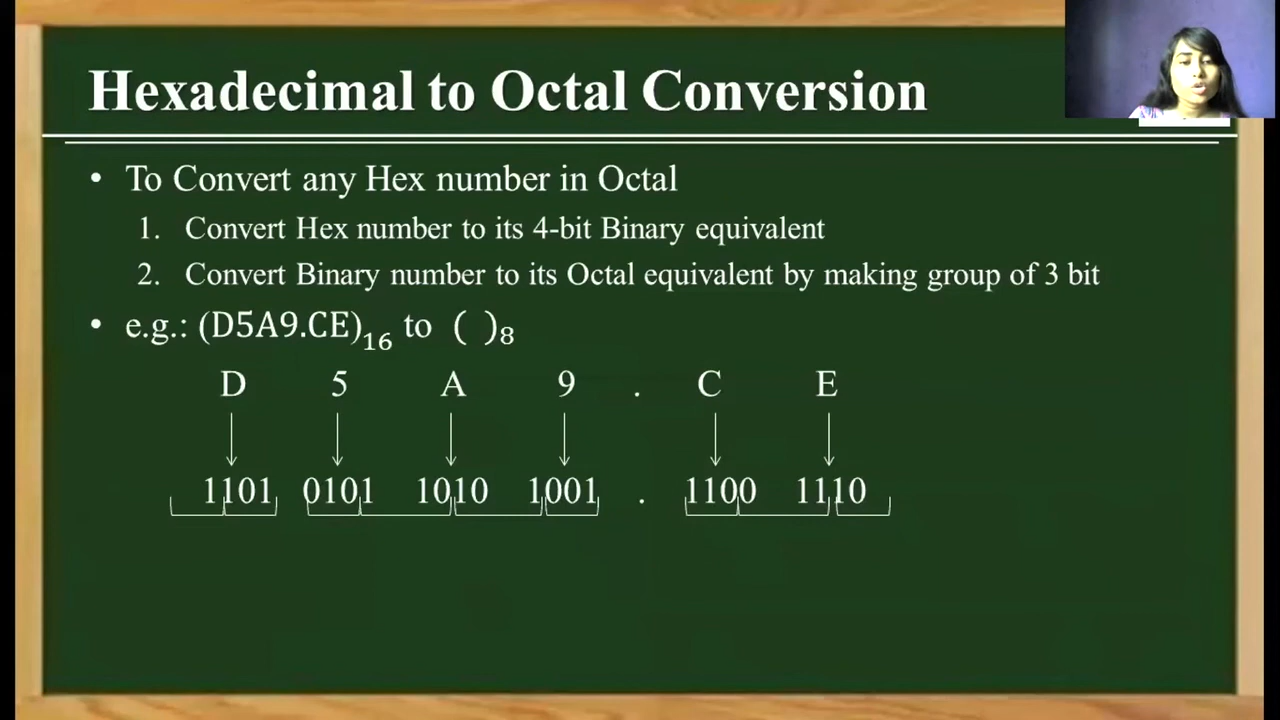 Hexadecimal to Octal Conversion
• To Convert any Hex number in Octal
1. Convert Hex number to its 4-bit Binary equivalent
2. Convert Binary number to its Octal equivalent by making group of 3 bit
• e.g.: (D5A9.CE)₁₆ to ( )₈
D 5 A 9 . C E
1101 0101 1010 1001 . 1100 1110